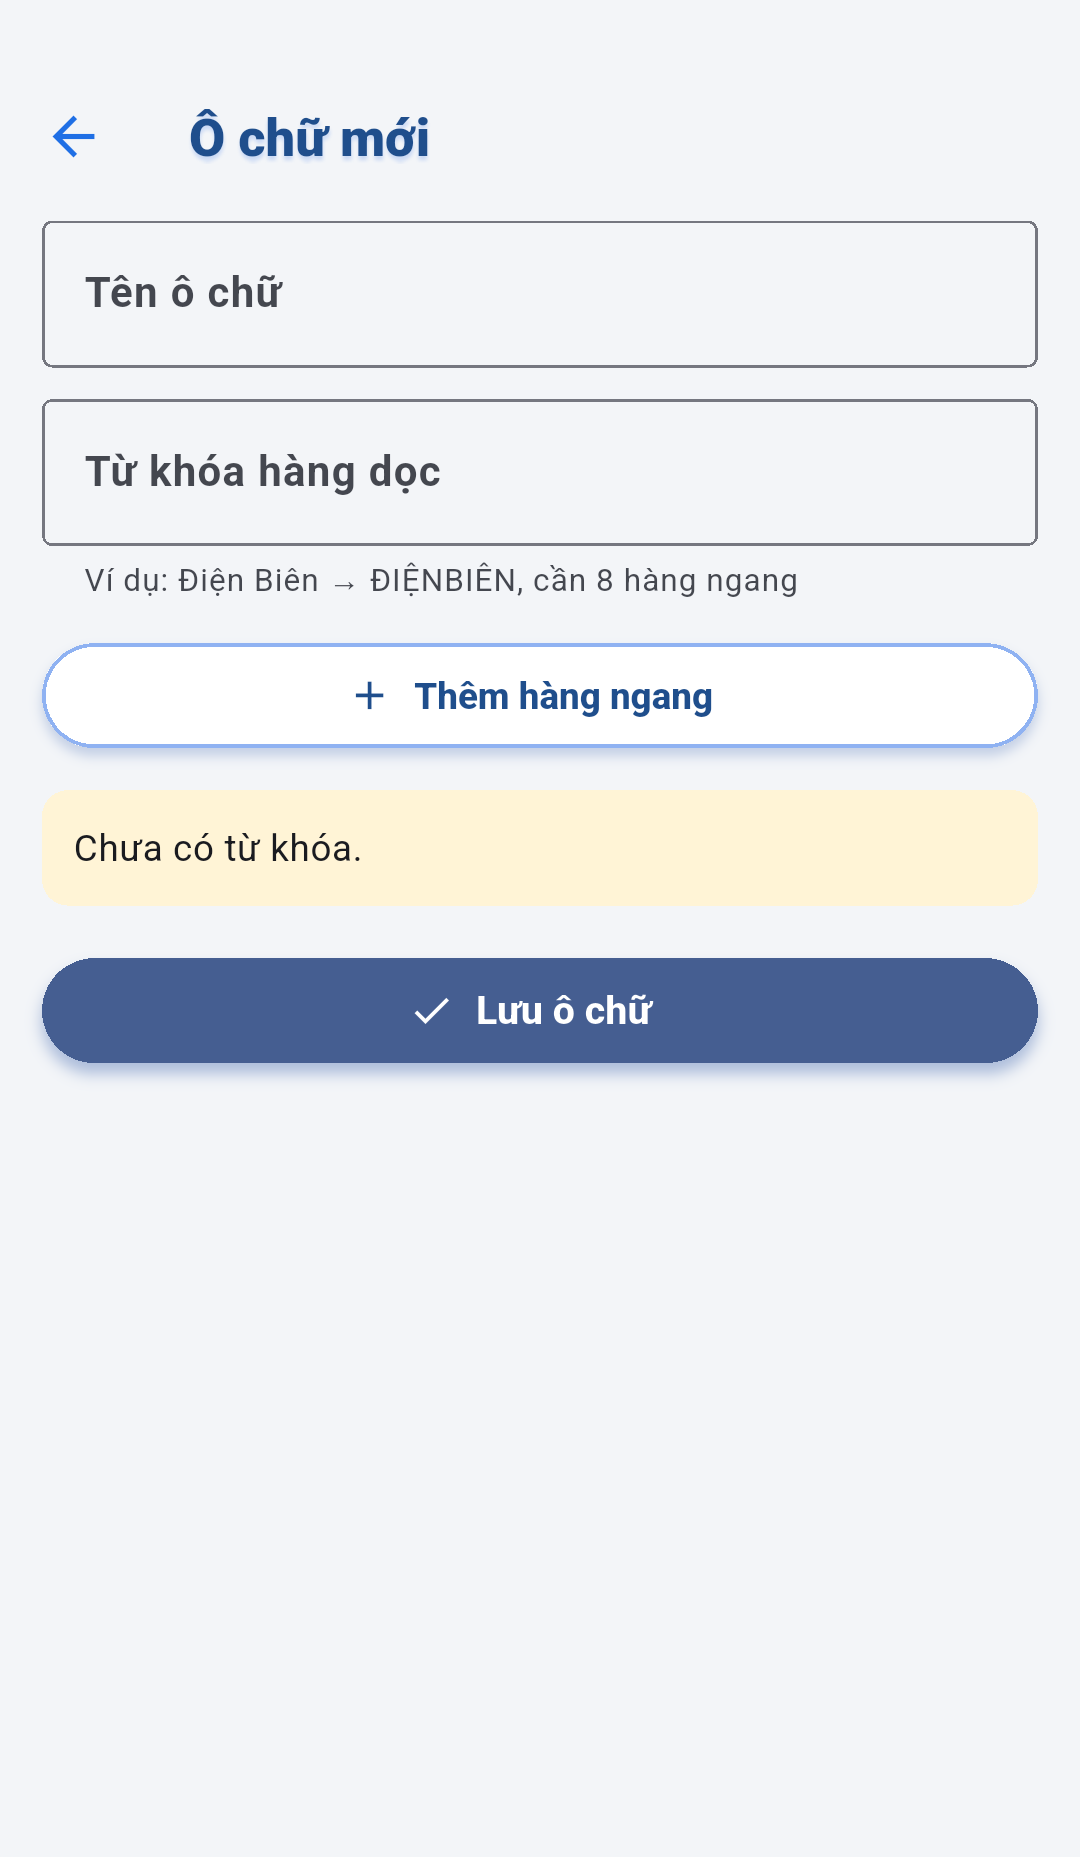 Ô chữ mới
Tên ô chữ
Từ khóa hàng dọc
Ví dụ: Điện Biên → ĐIỆNBIÊN, cần 8 hàng ngang
Thêm hàng ngang
Chưa có từ khóa.
Lưu ô chữ